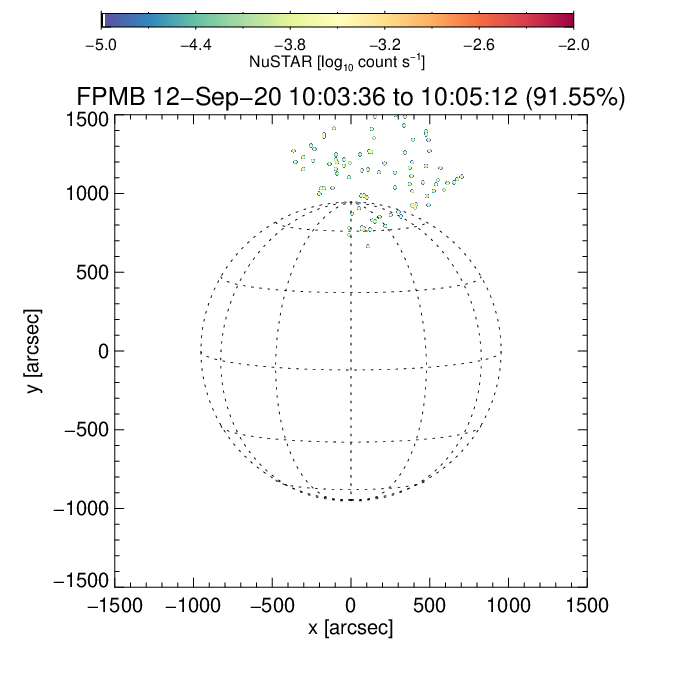 −5.0 −4.4 −3.8 −3.2 −2.6 −2.0
NuSTAR [log₁₀ count s⁻¹]
FPMB 12−Sep−20 10:03:36 to 10:05:12 (91.55%)
1500
1000
500
0
−500
−1000
−1500
y [arcsec]
−1500 −1000 −500 0 500 1000 1500
x [arcsec]